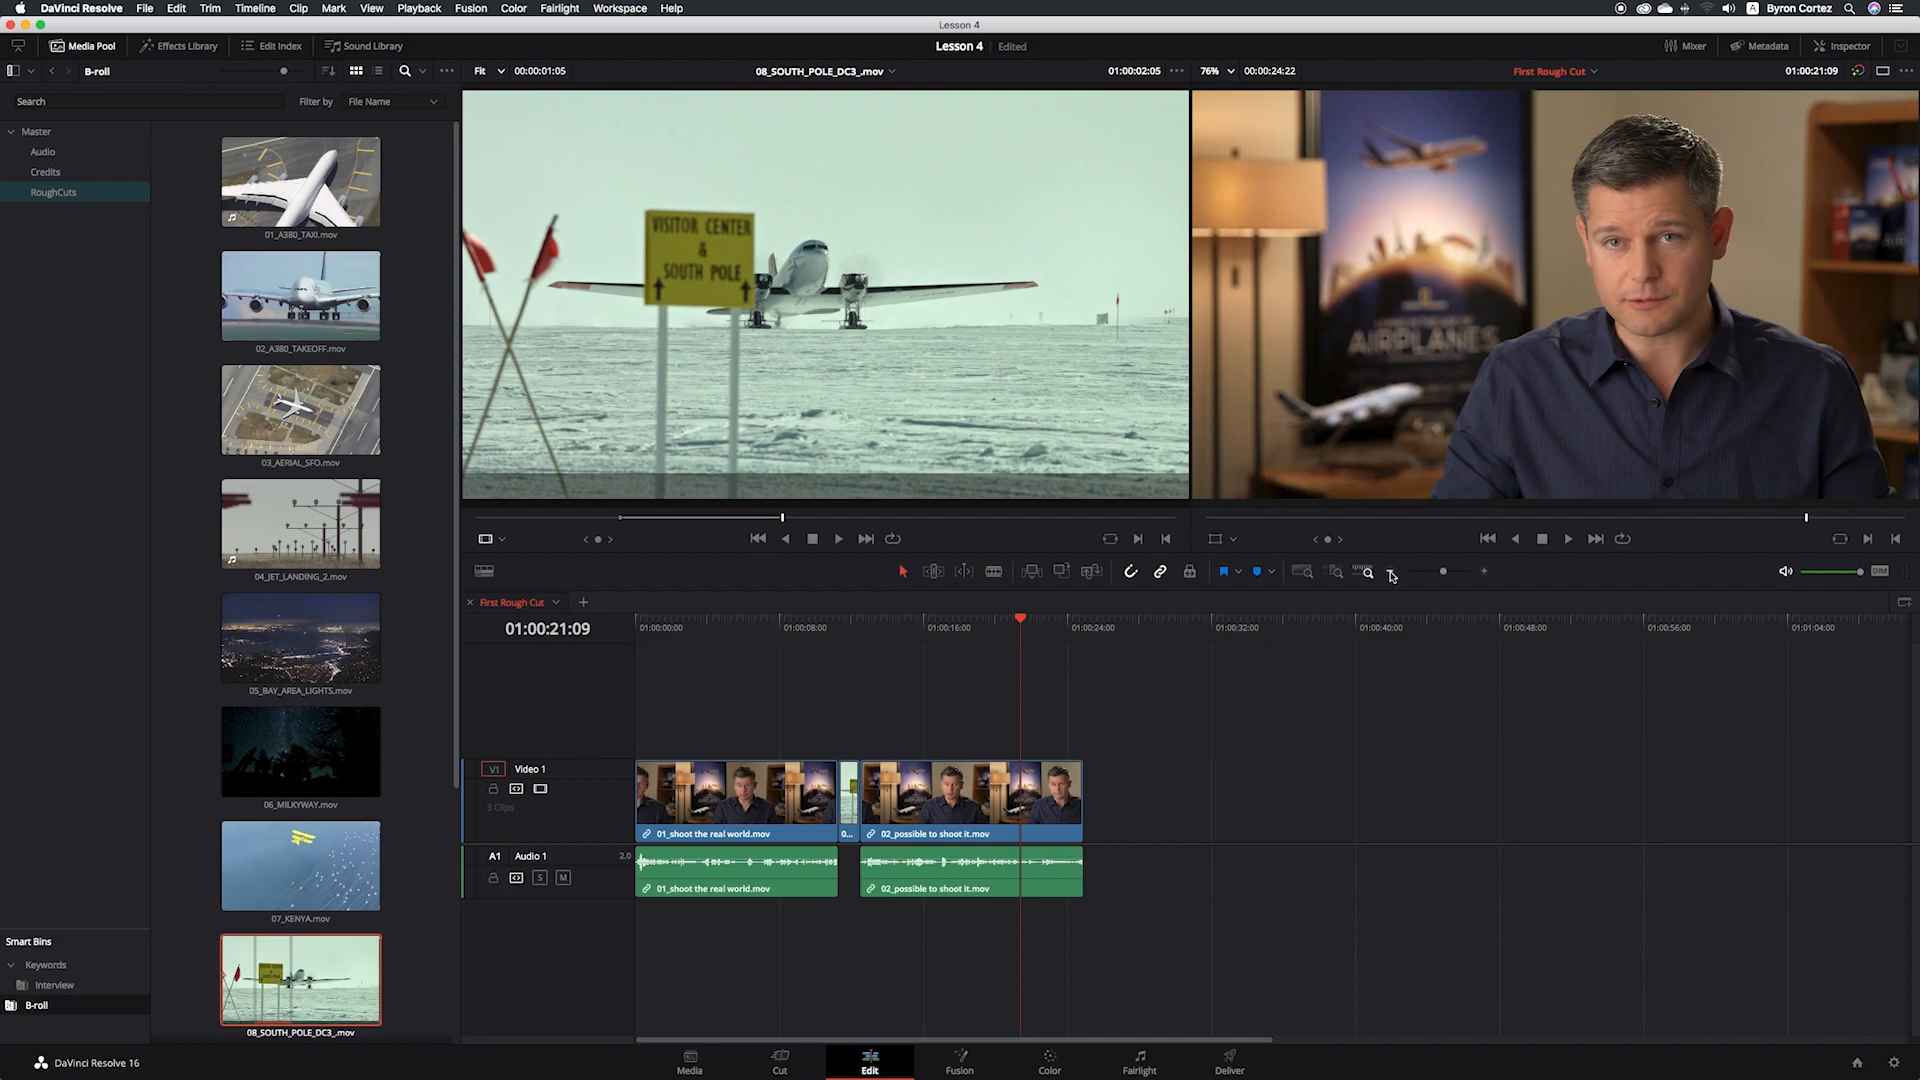 DaVinci Resolve File Edit Trim Timeline Clip Mark View Playback Fusion Color Fairlight Workspace Help A Byron Cortez
Lesson 4
Media Pool Effects Library Edit Index Sound Library Lesson 4 Edited Mixer Metadata Inspector
B-roll Fit 00:00:01:05 08_SOUTH_POLE_DC3_.mov 01:00:02:05 76% 00:00:24:22 First Rough Cut 01:00:21:09
Search Filter by File Name
Master
Audio
Credits
RoughCuts
01_A380_TAXI.mov
02_A380_TAKEOFF.mov
03_AERIAL_SFO.mov
04_JET_LANDING_2.mov
05_BAY_AREA_LIGHTS.mov
06_MILKYWAY.mov
07_KENYA.mov
08_SOUTH_POLE_DC3_.mov
Smart Bins
Keywords
Interview
B-roll
VISITOR CENTER
&
SOUTH POLE
AIRPLANES
DIM
First Rough Cut
01:00:21:09
01:00:00:00 01:00:08:00 01:00:16:00 01:00:24:00 01:00:32:00 01:00:40:00 01:00:48:00 01:00:56:00 01:01:04:00
V1 Video 1
3 Clips
01_shoot the real world.mov 0... 02_possible to shoot it.mov
A1 Audio 1 2.0
S M
01_shoot the real world.mov 02_possible to shoot it.mov
DaVinci Resolve 16 Media Cut Edit Fusion Color Fairlight Deliver